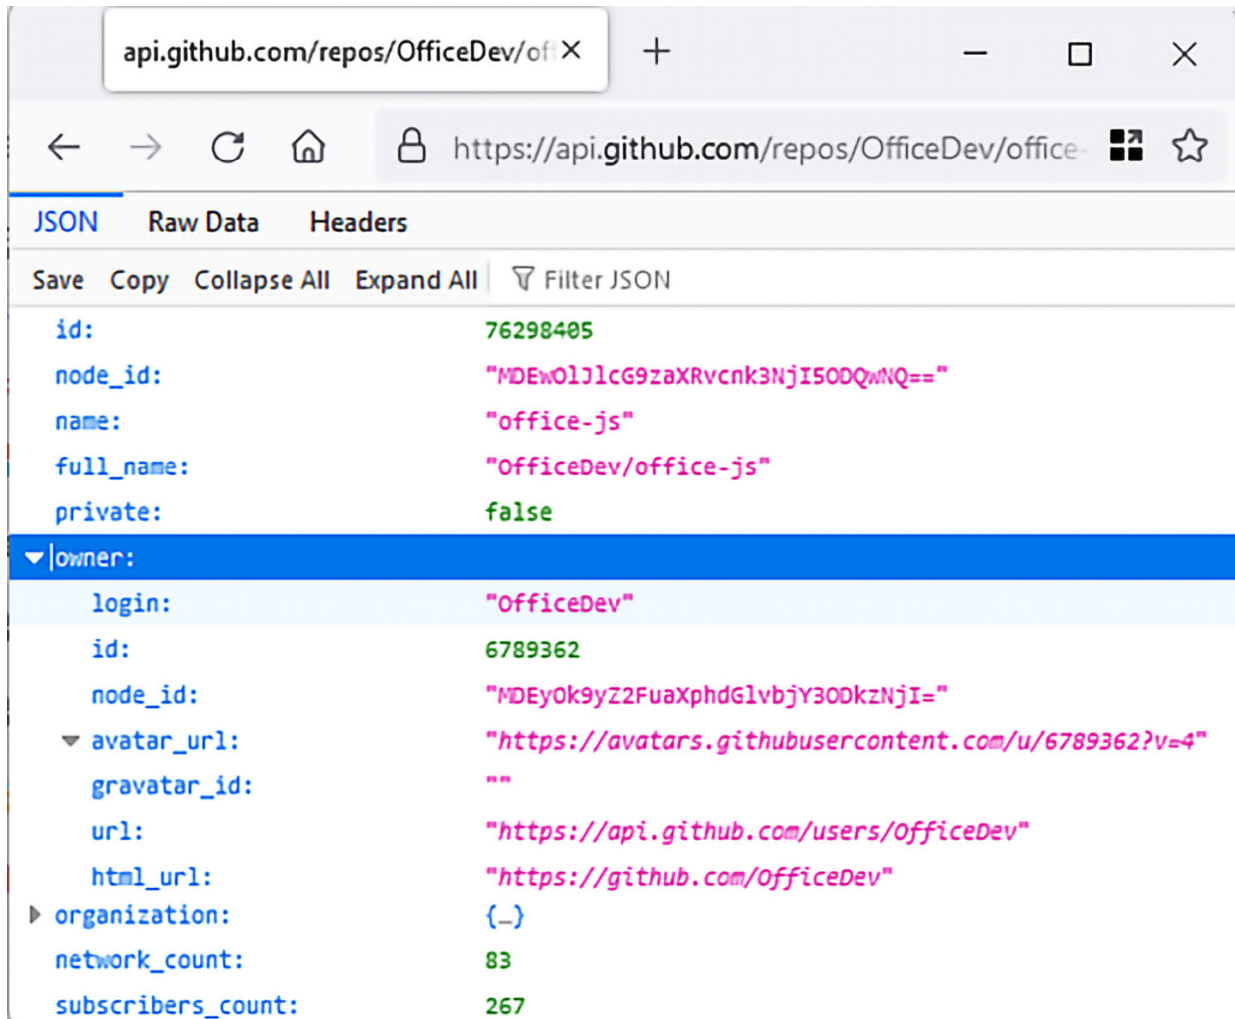 api.github.com/repos/OfficeDev/of
https://api.github.com/repos/OfficeDev/office-
JSON Raw Data Headers
Save Copy Collapse All Expand All Filter JSON
id: 76298405
node_id: "MDEwOlJlcG9zaXRvcnk3NjI5ODQwNQ=="
name: "office-js"
full_name: "OfficeDev/office-js"
private: false
owner:
login: "OfficeDev"
id: 6789362
node_id: "MDEyOk9yZ2FuaXphdGlvbjY3ODkzNjI="
avatar_url: "https://avatars.githubusercontent.com/u/6789362?v=4"
gravatar_id: ""
url: "https://api.github.com/users/OfficeDev"
html_url: "https://github.com/OfficeDev"
organization: {…}
network_count: 83
subscribers_count: 267